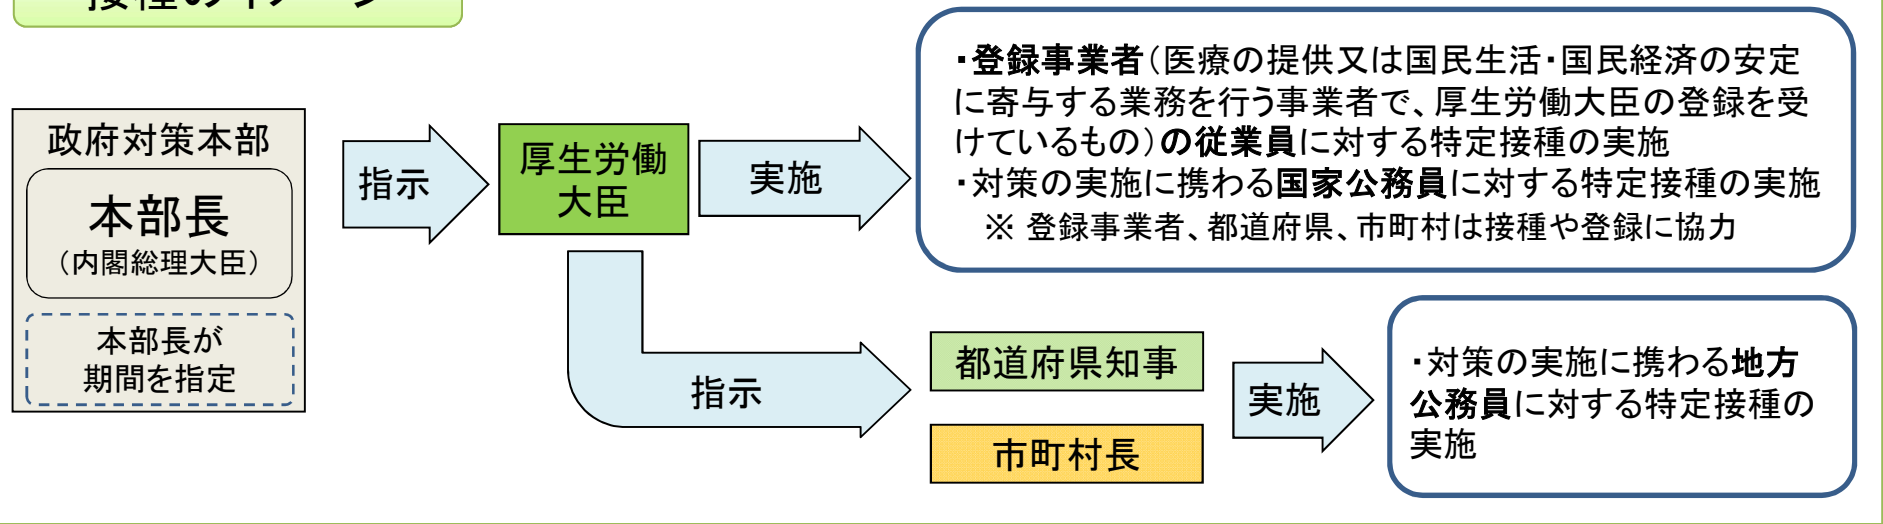 政府対策本部
本部長
(内閣総理大臣)
本部長が
期間を指定
指示
厚生労働
大臣
実施
・登録事業者(医療の提供又は国民生活・国民経済の安定
に寄与する業務を行う事業者で、厚生労働大臣の登録を受
けているもの)の従業員に対する特定接種の実施
・対策の実施に携わる国家公務員に対する特定接種の実施
※ 登録事業者、都道府県、市町村は接種や登録に協力
指示
都道府県知事
市町村長
実施
・対策の実施に携わる地方
公務員に対する特定接種の
実施